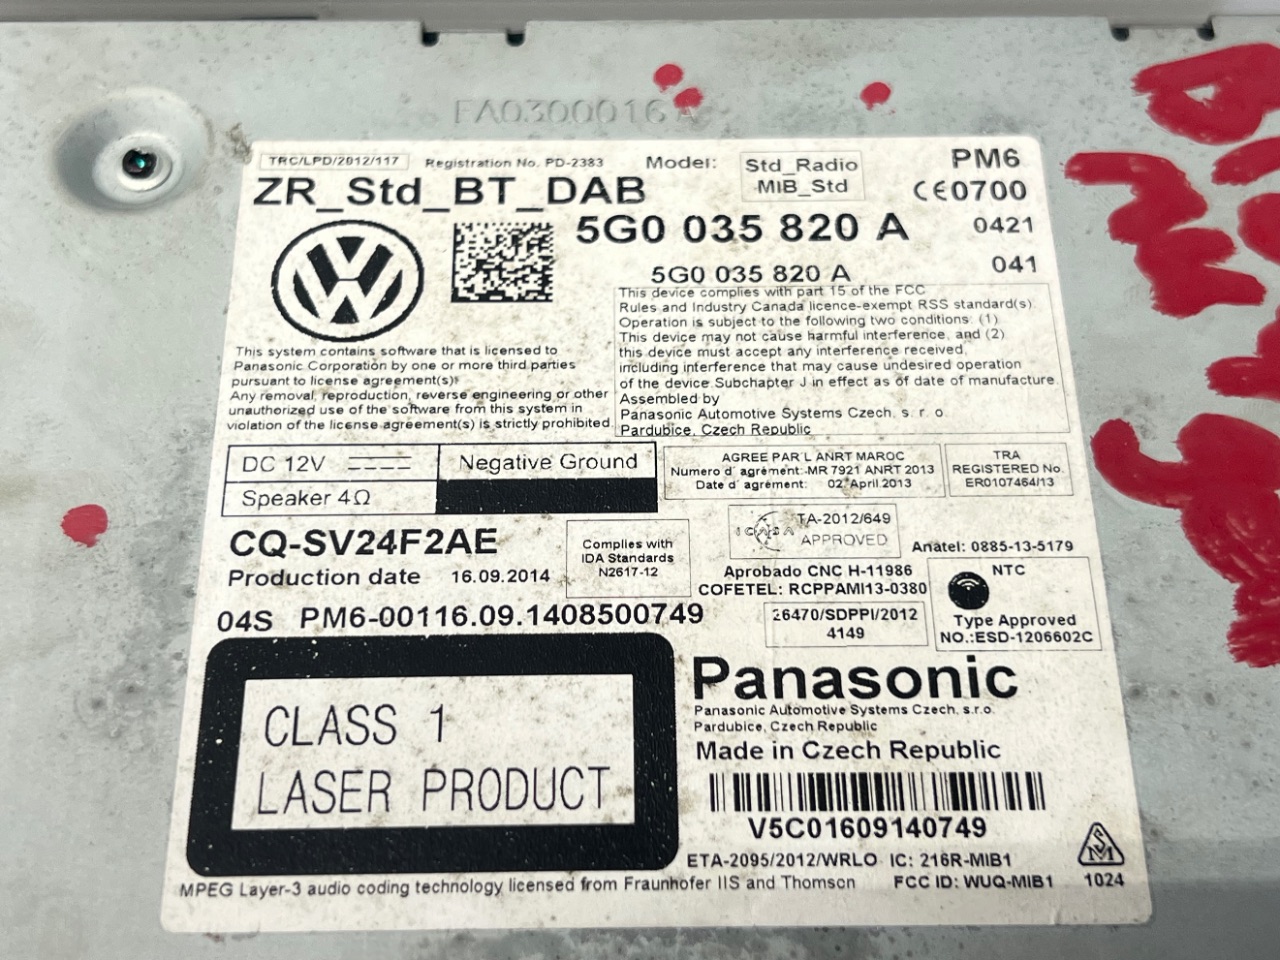 FA0300016
TRC/LPD/2012/117
Registration No. PD-2383
Model:
Std_Radio
MIB_Std
PM6
ZR_Std_BT_DAB
CE0700
5G0 035 820 A
0421
5G0 035 820 A
041
This device complies with part 15 of the FCC
Rules and Industry Canada licence-exempt RSS standard(s).
Operation is subject to the following two conditions: (1)
This device may not cause harmful interference, and (2)
this device must accept any interference received,
including interference that may cause undesired operation
of the device.Subchapter J in effect as of date of manufacture.
Assembled by
Panasonic Automotive Systems Czech, s. r. o.
Pardubice, Czech Republic
This system contains software that is licensed to
Panasonic Corporation by one or more third parties
pursuant to license agreement(s).
Any removal, reproduction, reverse engineering or other
unauthorized use of the software from this system in
violation of the license agreement(s) is strictly prohibited.
DC 12V
Negative Ground
Speaker 4Ω
AGREE PAR L ANRT MAROC
Numero d´ agrément: MR 7921 ANRT 2013
Date d´ agrément: 02. April.2013
TRA
REGISTERED No.
ER0107464/13
CQ-SV24F2AE
Production date 16.09.2014
Complies with
IDA Standards
N2617-12
ICASA
TA-2012/649
APPROVED
Anatel: 0885-13-5179
Aprobado CNC H-11986
COFETEL: RCPPAMI13-0380
NTC
Type Approved
NO.:ESD-1206602C
04S PM6-00116.09.1408500749
26470/SDPPI/2012
4149
CLASS 1
LASER PRODUCT
Panasonic
Panasonic Automotive Systems Czech, s.r.o.
Pardubice, Czech Republic
Made in Czech Republic
V5C01609140749
ETA-2095/2012/WRLO IC: 216R-MIB1
FCC ID: WUQ-MIB1
1024
MPEG Layer-3 audio coding technology licensed from Fraunhofer IIS and Thomson